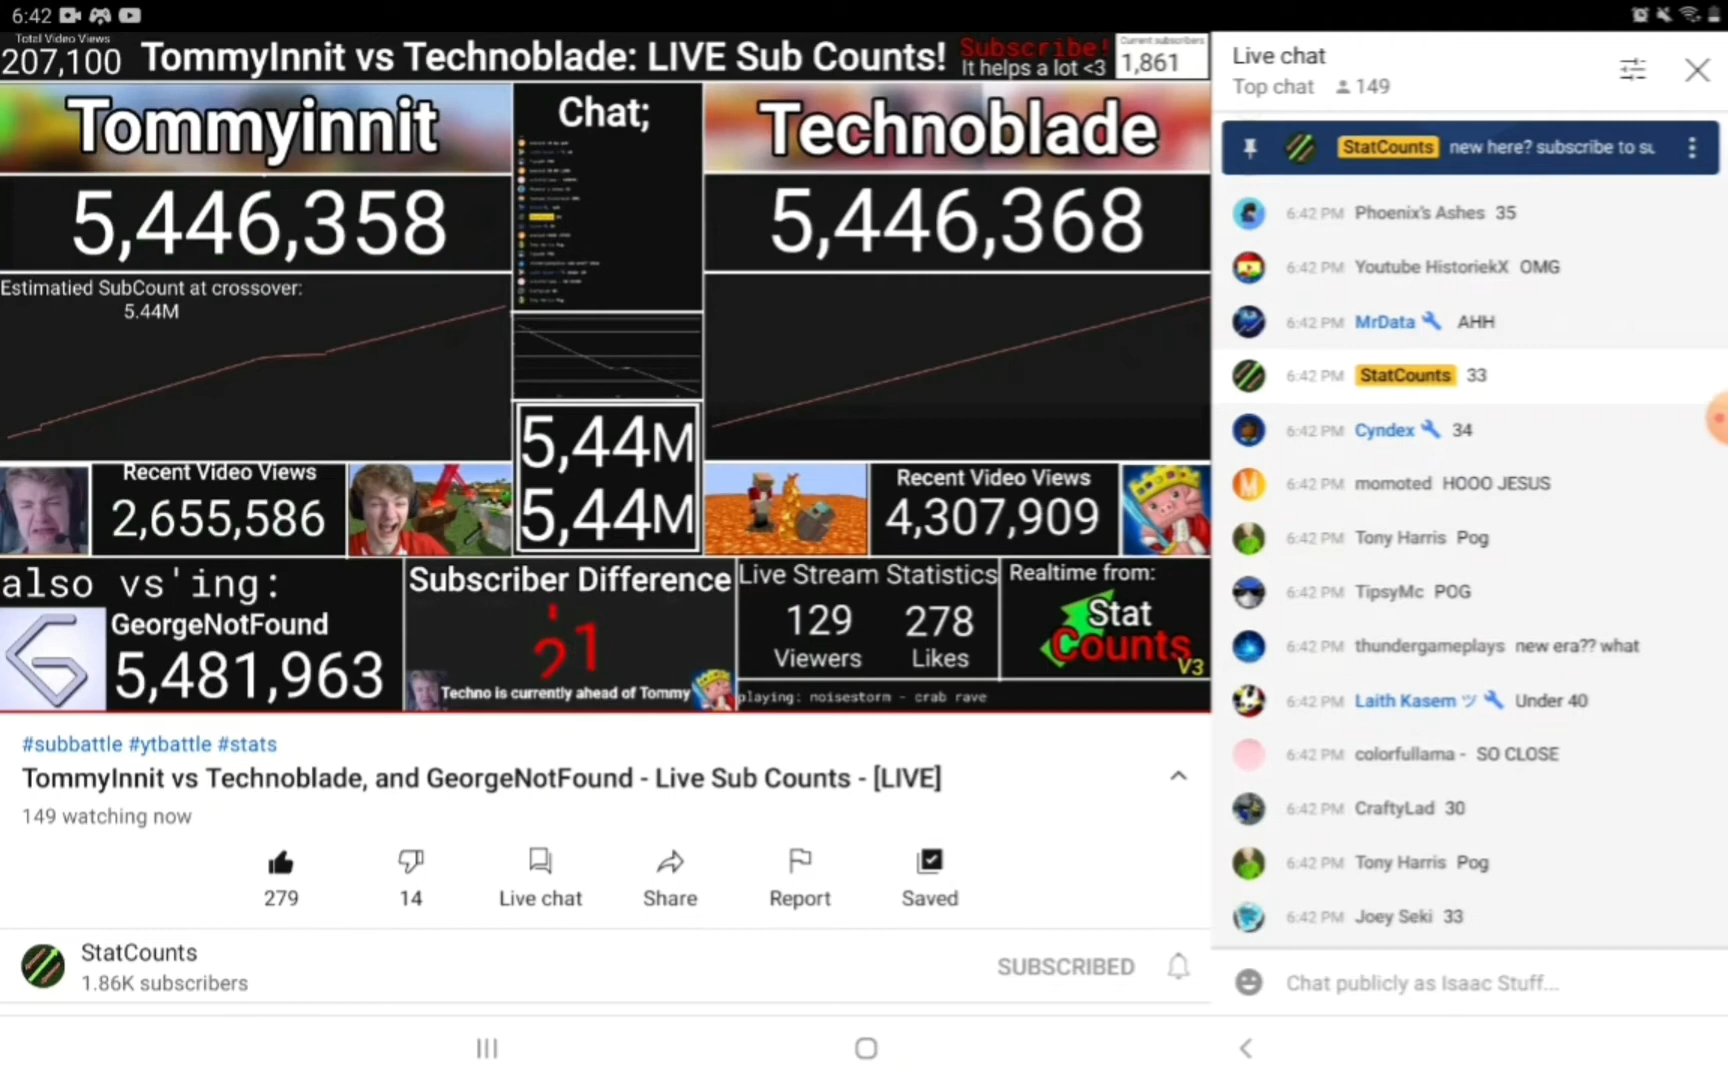 6:42
Total Video Views
207,100
TommyInnit vs Technoblade: LIVE Sub Counts!
Subscribe!
It helps a lot <3
Current subscribers
1,861
Tommyinnit
5,446,358
Estimatied SubCount at crossover:
5.44M
Chat;
Technoblade
5,446,368
5,44M
5,44M
Recent Video Views
2,655,586
Recent Video Views
4,307,909
also vs'ing:
GeorgeNotFound
5,481,963
Subscriber Difference
Techno is currently ahead of Tommy
Live Stream Statistics
129
Viewers
278
Likes
Realtime from:
Stat
Counts
V3
playing: noisestorm - crab rave
#subbattle #ytbattle #stats
TommyInnit vs Technoblade, and GeorgeNotFound - Live Sub Counts - [LIVE]
149 watching now
279
14
Live chat
Share
Report
Saved
StatCounts
1.86K subscribers
SUBSCRIBED
Live chat
Top chat 149
StatCounts new here? subscribe to su
6:42 PM Phoenix's Ashes 35
6:42 PM Youtube HistoriekX OMG
6:42 PM MrData AHH
6:42 PM StatCounts 33
6:42 PM Cyndex 34
6:42 PM momoted HOOO JESUS
6:42 PM Tony Harris Pog
6:42 PM TipsyMc POG
6:42 PM thundergameplays new era?? what
6:42 PM Laith Kasem ツ Under 40
6:42 PM colorfullama - SO CLOSE
6:42 PM CraftyLad 30
6:42 PM Tony Harris Pog
6:42 PM Joey Seki 33
Chat publicly as Isaac Stuff...